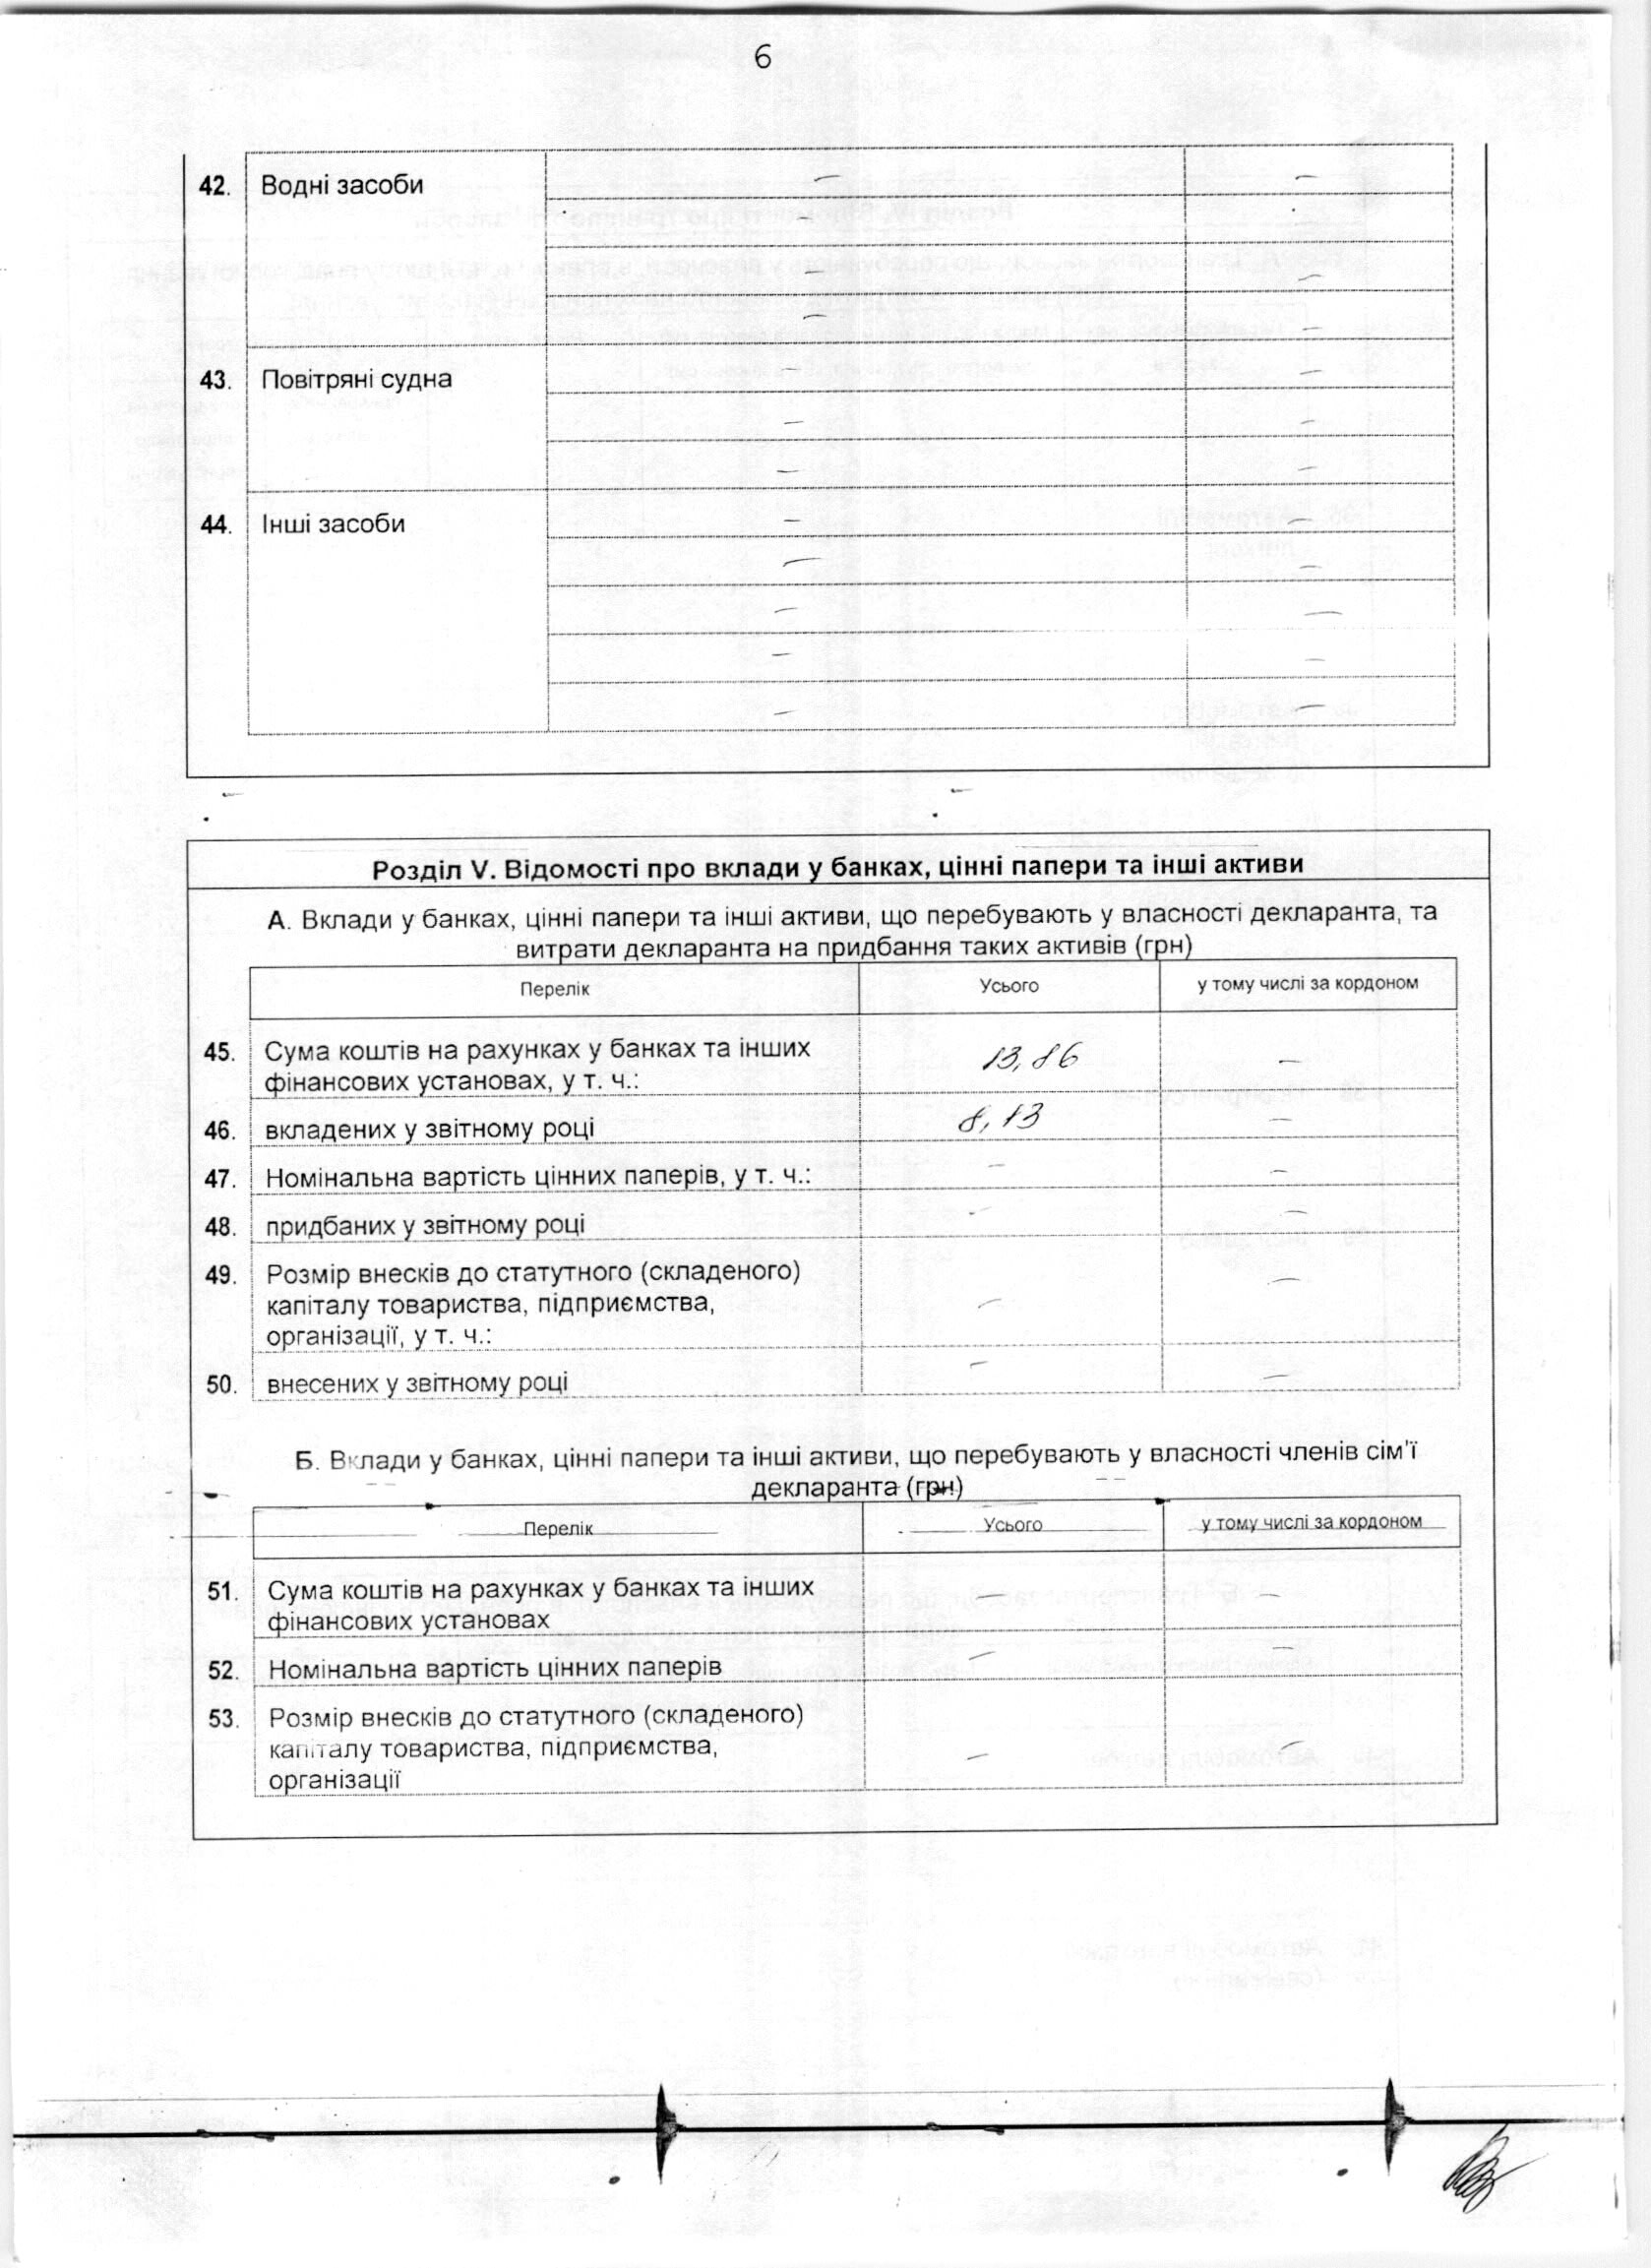 6
42. Водні засоби — —
— -
— —
— —
43. Повітряні судна —
— —
— —
44. Інші засоби — —
— —
— —
— —
— —
Розділ V. Відомості про вклади у банках, цінні папери та інші активи
А. Вклади у банках, цінні папери та інші активи, що перебувають у власності декларанта, та
витрати декларанта на придбання таких активів (грн)
Перелік Усього у тому числі за кордоном
45. Сума коштів на рахунках у банках та інших 13,86 —
фінансових установах, у т. ч.:
46. вкладених у звітному році 8,13 —
47. Номінальна вартість цінних паперів, у т. ч.: — —
48. придбаних у звітному році — —
49. Розмір внесків до статутного (складеного) —
капіталу товариства, підприємства, —
організації, у т. ч.:
50. внесених у звітному році — —
Б. Вклади у банках, цінні папери та інші активи, що перебувають у власності членів сім'ї
декларанта (грн)
Перелік Усього у тому числі за кордоном
51. Сума коштів на рахунках у банках та інших —
фінансових установах
52. Номінальна вартість цінних паперів — —
53. Розмір внесків до статутного (складеного)
капіталу товариства, підприємства, — —
організації